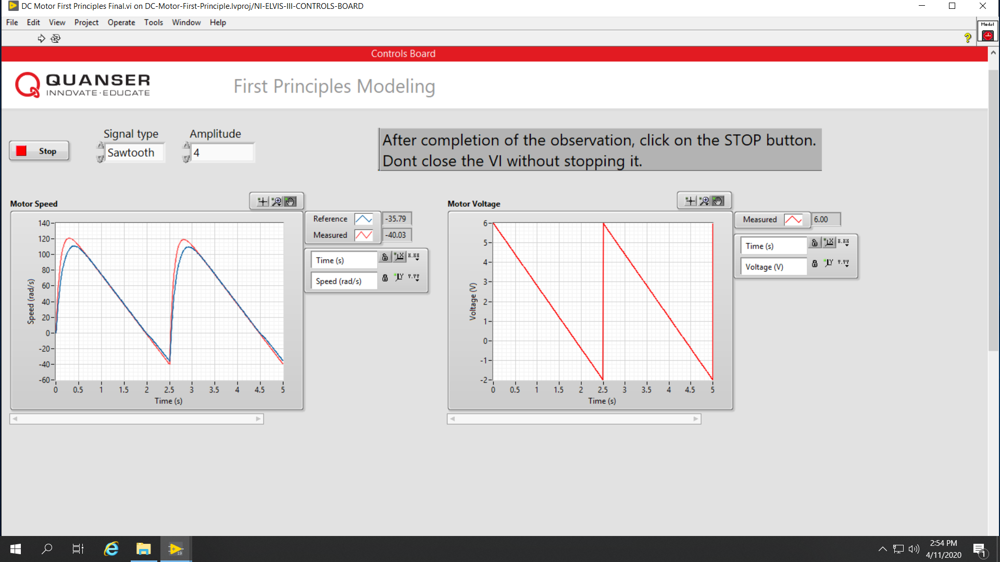 DC Motor First Principles Final.vi on DC-Motor-First-Principle.lvproj/NI-ELVIS-III-CONTROLS-BOARD
File Edit View Project Operate Tools Window Help
Model
Controls Board
QUANSER
INNOVATE·EDUCATE
First Principles Modeling
Signal type
Amplitude
Stop
Sawtooth
4
After completion of the observation, click on the STOP button.
Dont close the VI without stopping it.
Motor Speed
Reference -35.79
Measured -40.03
Time (s)
X.XX
Speed (rad/s)
Y.YY
140
120
100
80
60
40
20
0
-20
-40
-60
Speed (rad/s)
0 0.5 1 1.5 2 2.5 3 3.5 4 4.5 5
Time (s)
Motor Voltage
Measured 6.00
Time (s)
X.XX
Voltage (V)
Y.YY
6
5
4
3
2
1
0
-1
-2
Voltage (V)
0 0.5 1 1.5 2 2.5 3 3.5 4 4.5 5
Time (s)
19
2:54 PM
4/11/2020
1